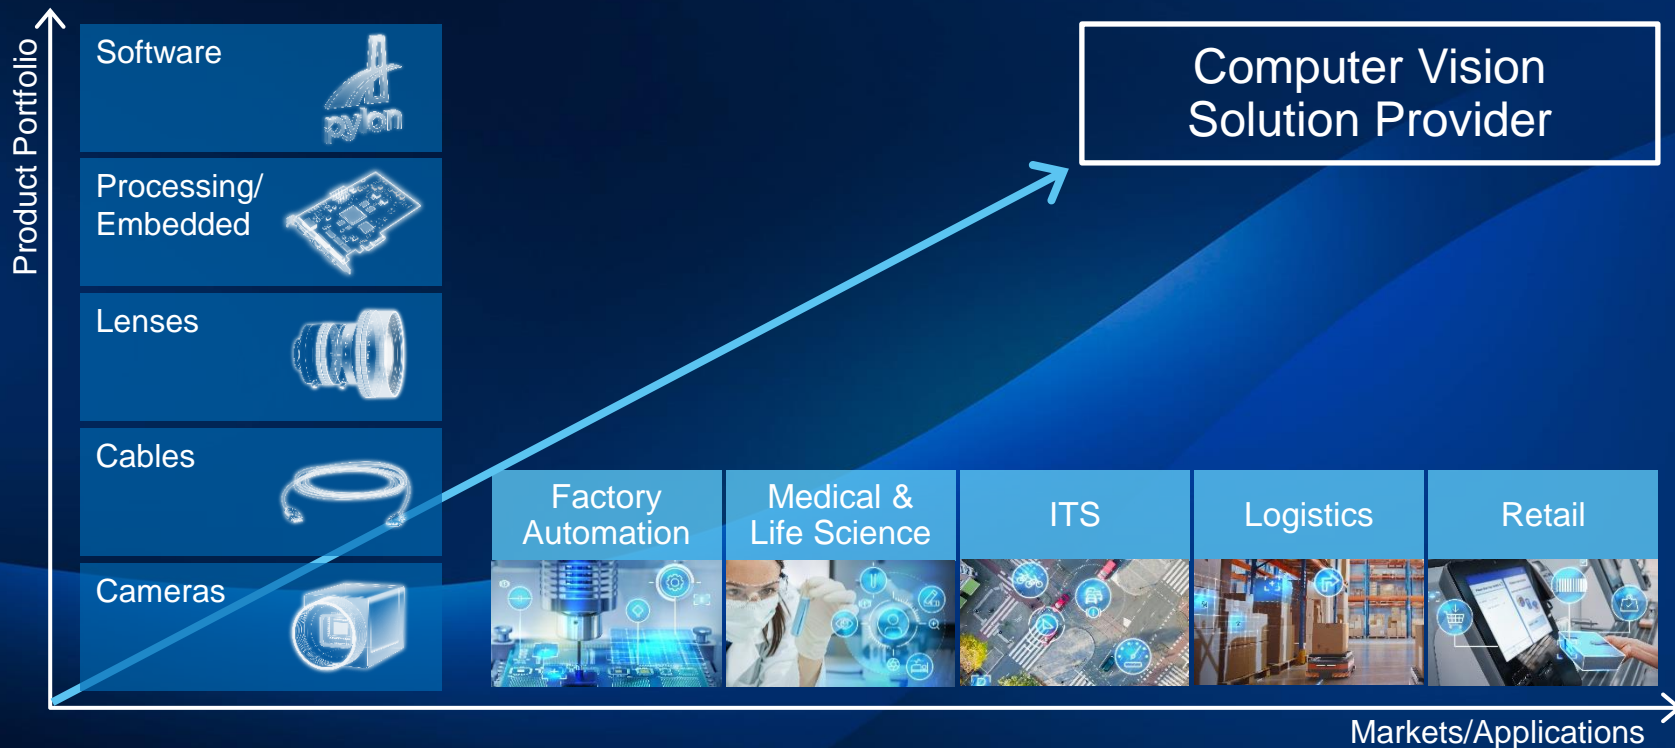 Product Portfolio
Software
pylon
Processing/
Embedded
Lenses
Cables
Cameras
Computer Vision
Solution Provider
Factory
Automation
Medical &
Life Science
ITS
Logistics
Retail
Markets/Applications